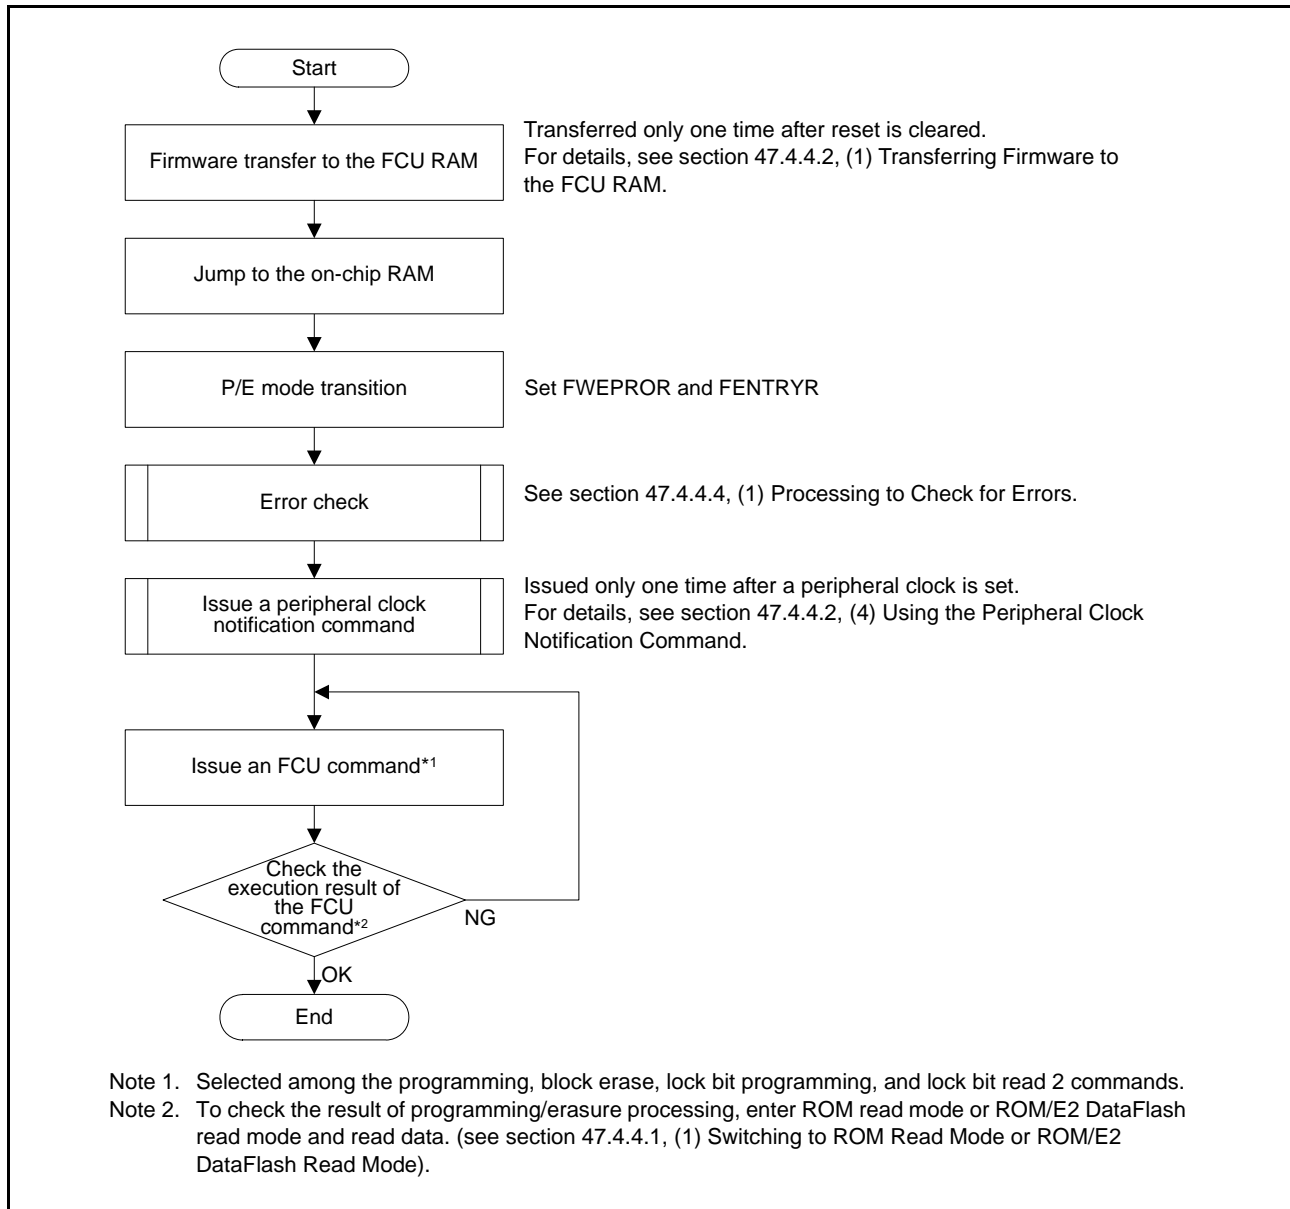 Start
Firmware transfer to the FCU RAM
Transferred only one time after reset is cleared.
For details, see section 47.4.4.2, (1) Transferring Firmware to
the FCU RAM.
Jump to the on-chip RAM
P/E mode transition
Set FWEPROR and FENTRYR
Error check
See section 47.4.4.4, (1) Processing to Check for Errors.
Issue a peripheral clock
notification command
Issued only one time after a peripheral clock is set.
For details, see section 47.4.4.2, (4) Using the Peripheral Clock
Notification Command.
Issue an FCU command*1
Check the
execution result of
the FCU
command*2
NG
OK
End
Note 1. Selected among the programming, block erase, lock bit programming, and lock bit read 2 commands.
Note 2. To check the result of programming/erasure processing, enter ROM read mode or ROM/E2 DataFlash
read mode and read data. (see section 47.4.4.1, (1) Switching to ROM Read Mode or ROM/E2
DataFlash Read Mode).